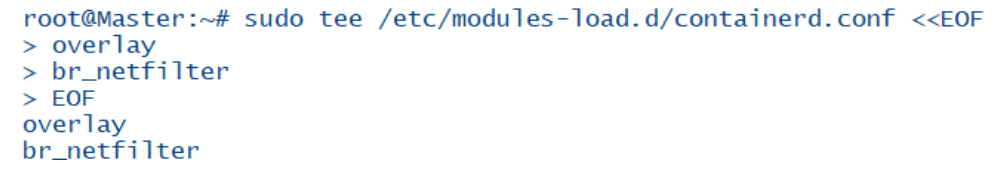 root@Master:~# sudo tee /etc/modules-load.d/containerd.conf <<EOF
> overlay
> br_netfilter
> EOF
overlay
br_netfilter